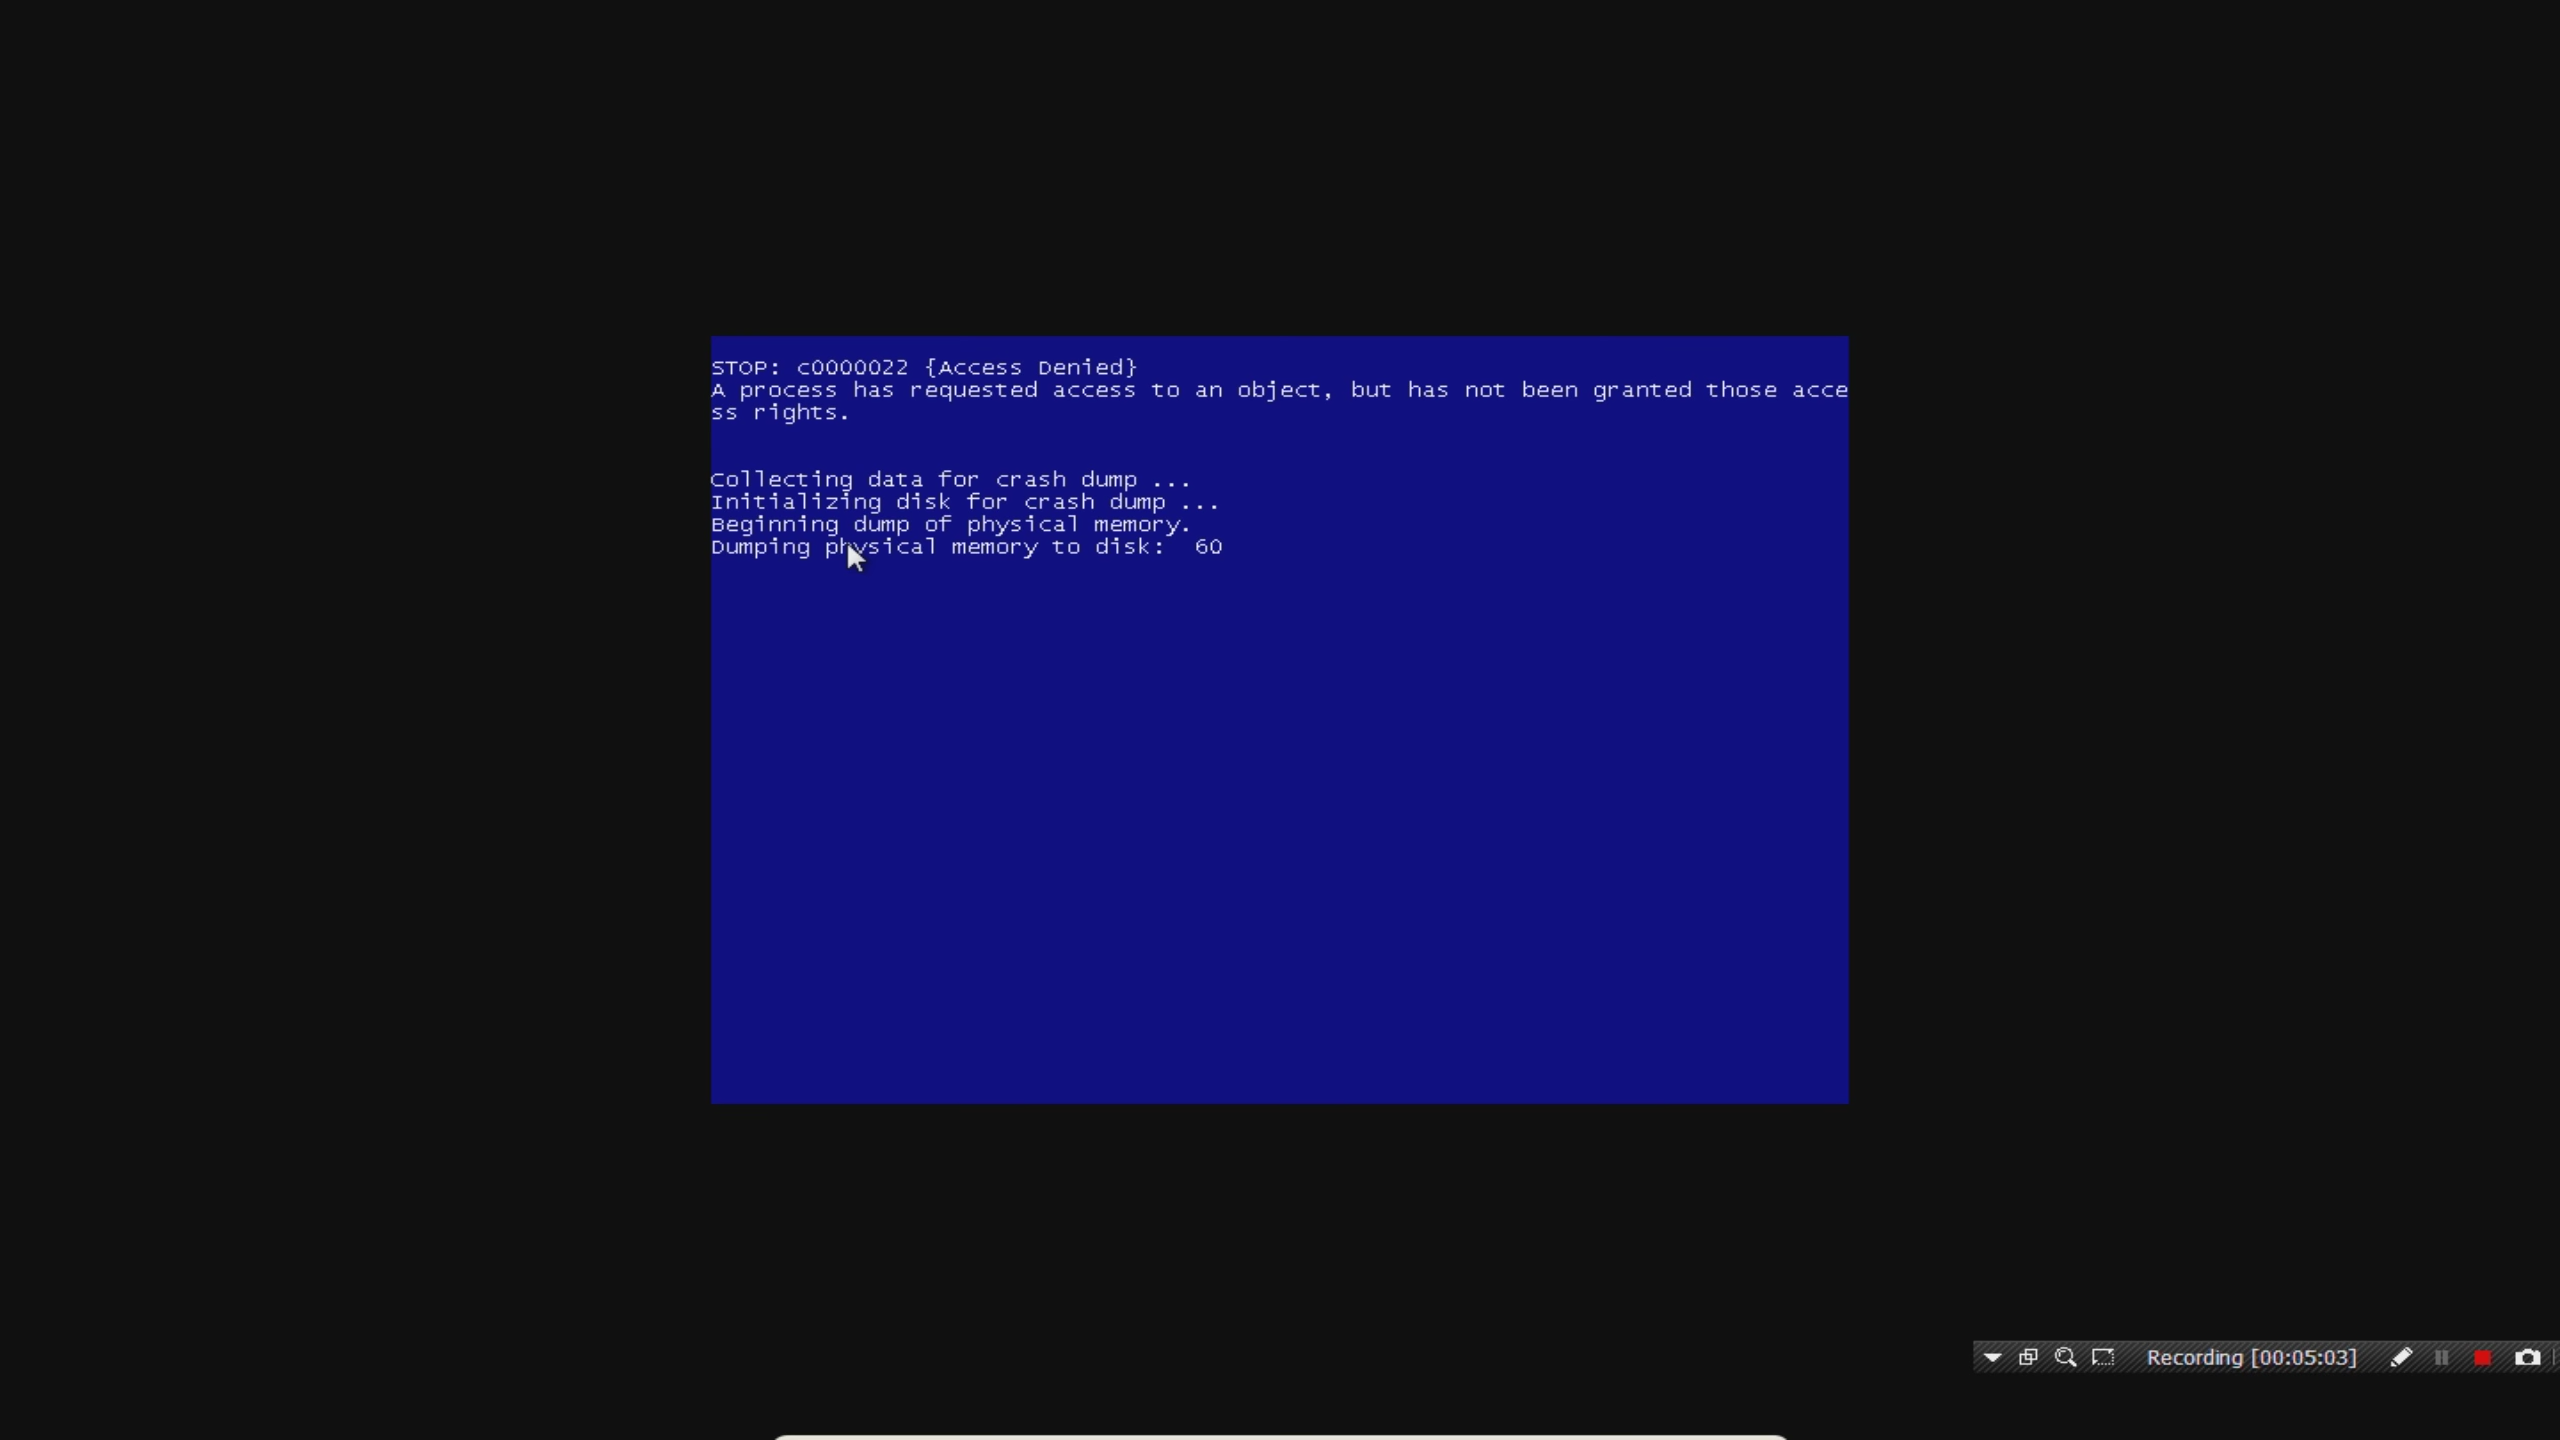 STOP: c0000022 {Access Denied}
A process has requested access to an object, but has not been granted those acce
ss rights.
Collecting data for crash dump ...
Initializing disk for crash dump ...
Beginning dump of physical memory.
Dumping physical memory to disk:  60
Recording [00:05:03]